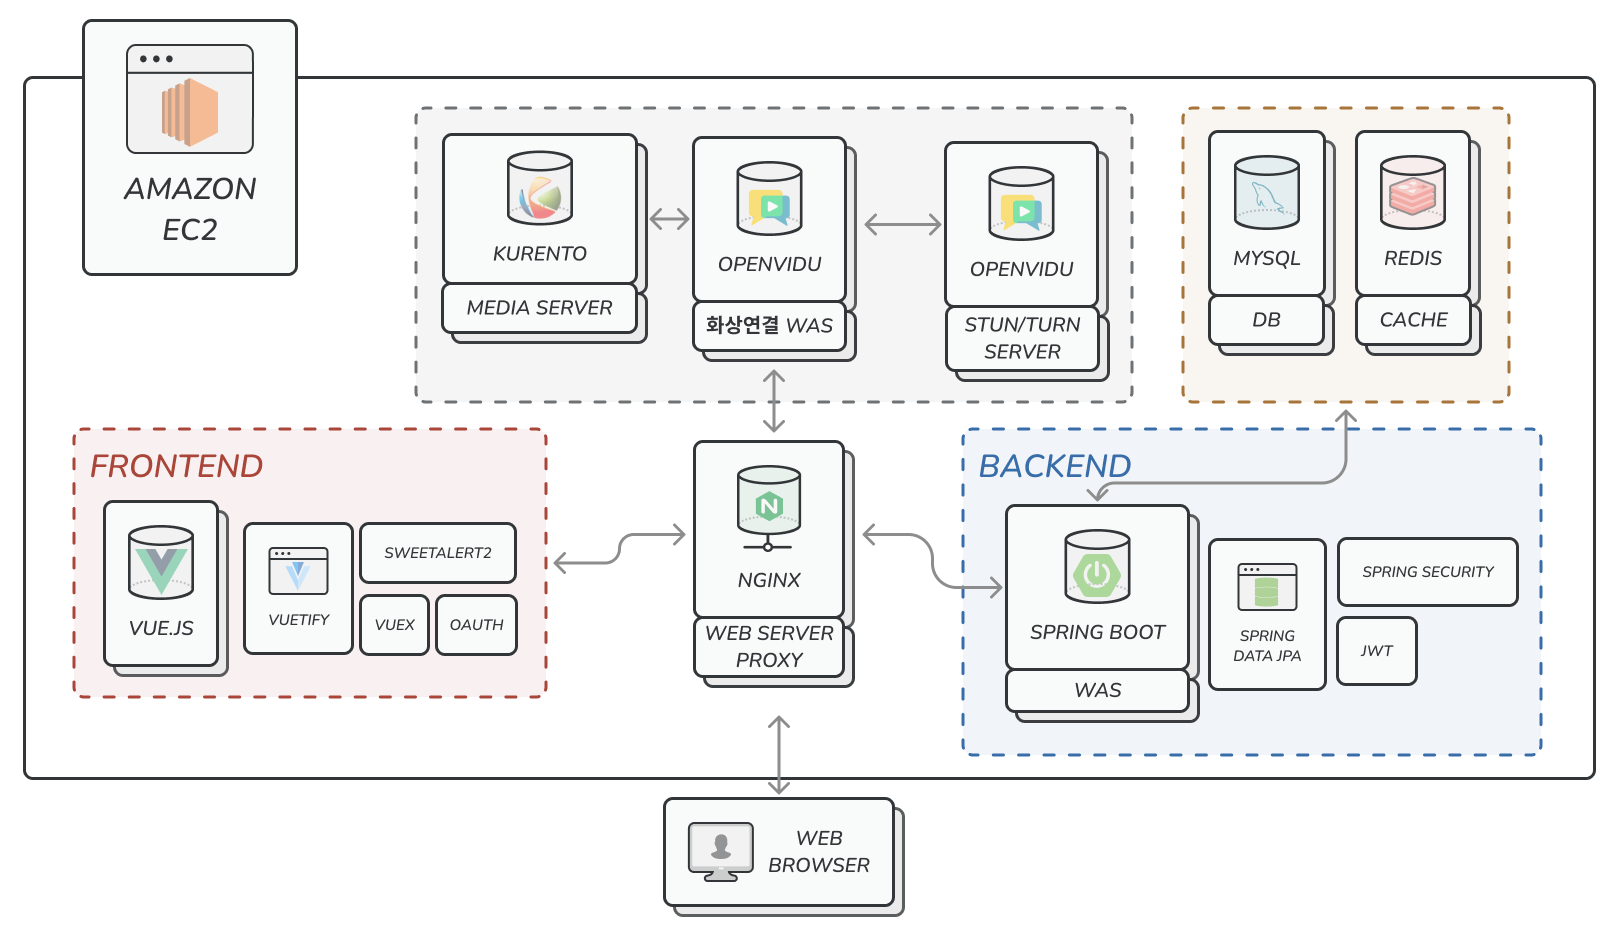 AMAZON
EC2
KURENTO
MEDIA SERVER
OPENVIDU
화상연결 WAS
OPENVIDU
STUN/TURN
SERVER
MYSQL
DB
REDIS
CACHE
FRONTEND
VUE.JS
VUETIFY
SWEETALERT2
VUEX
OAUTH
NGINX
WEB SERVER
PROXY
BACKEND
SPRING BOOT
WAS
SPRING
DATA JPA
SPRING SECURITY
JWT
WEB
BROWSER